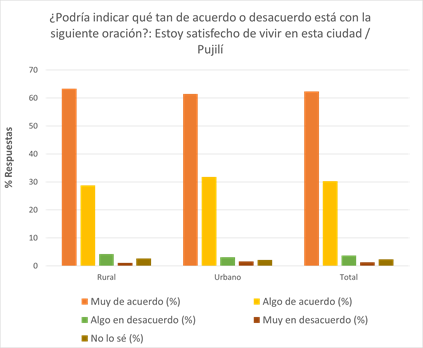 ¿Podría indicar qué tan de acuerdo o desacuerdo está con la
siguiente oración?: Estoy satisfecho de vivir en esta ciudad /
Pujilí
% Respuestas
70
60
50
40
30
20
10
0
Rural Urbano Total
Muy de acuerdo (%) Algo de acuerdo (%)
Algo en desacuerdo (%) Muy en desacuerdo (%)
No lo sé (%)